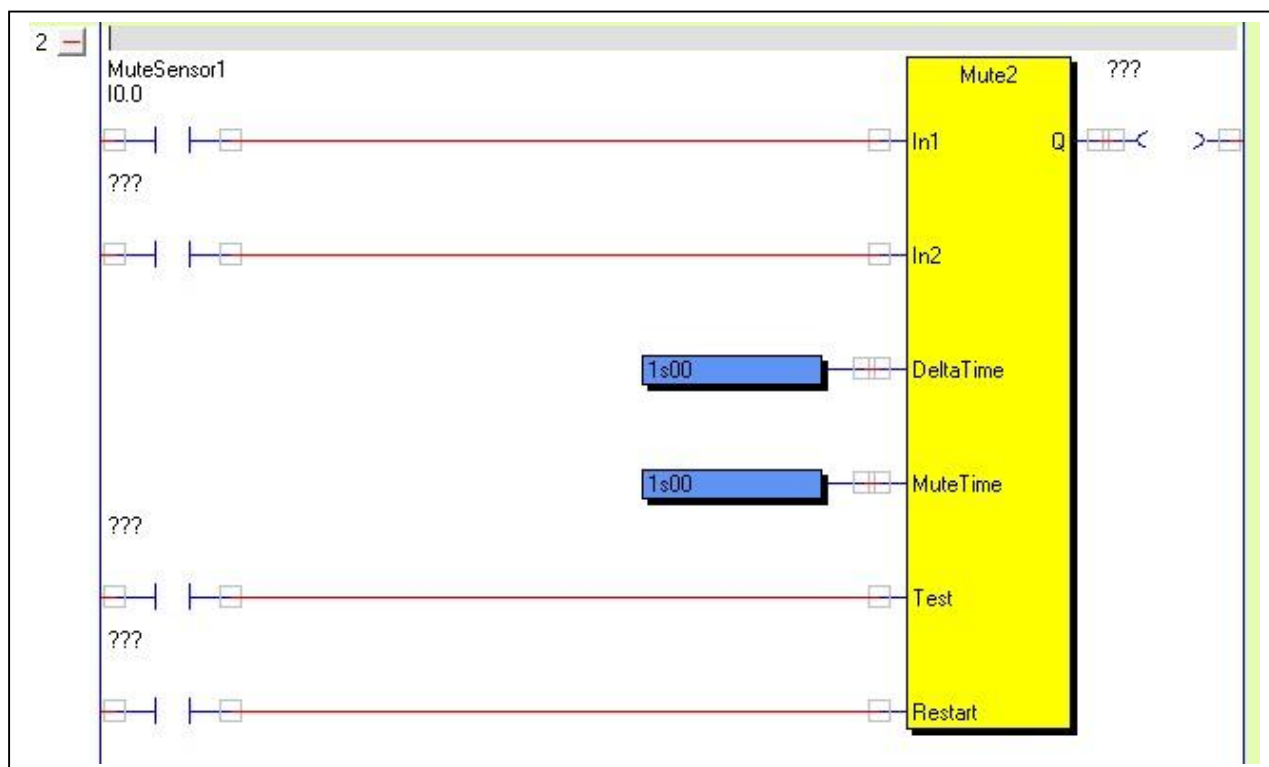 2
MuteSensor1
I0.0
???
???
???
1s00
1s00
Mute2
In1
Q
In2
DeltaTime
MuteTime
Test
Restart
???